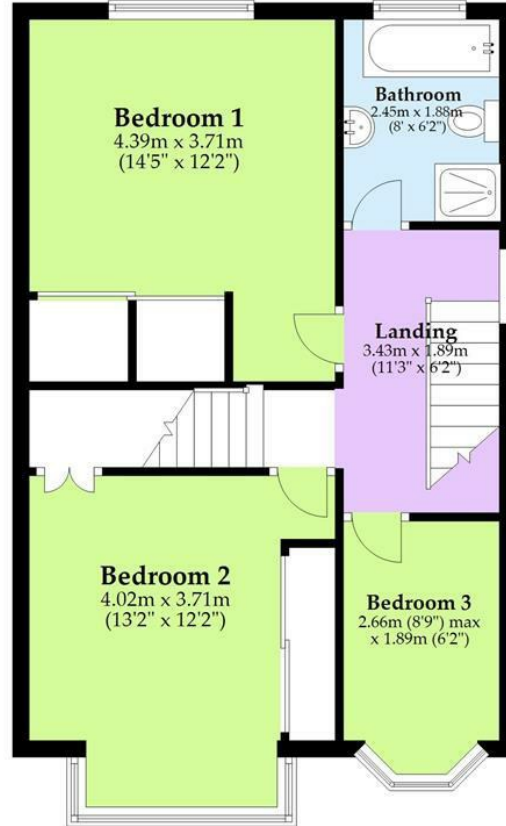 Bedroom 1
4.39m x 3.71m
(14'5" x 12'2")
Bathroom
2.45m x 1.88m
(8' x 6'2")
Landing
3.43m x 1.89m
(11'3" x 6'2")
Bedroom 2
4.02m x 3.71m
(13'2" x 12'2")
Bedroom 3
2.66m (8'9") max
x 1.89m (6'2")